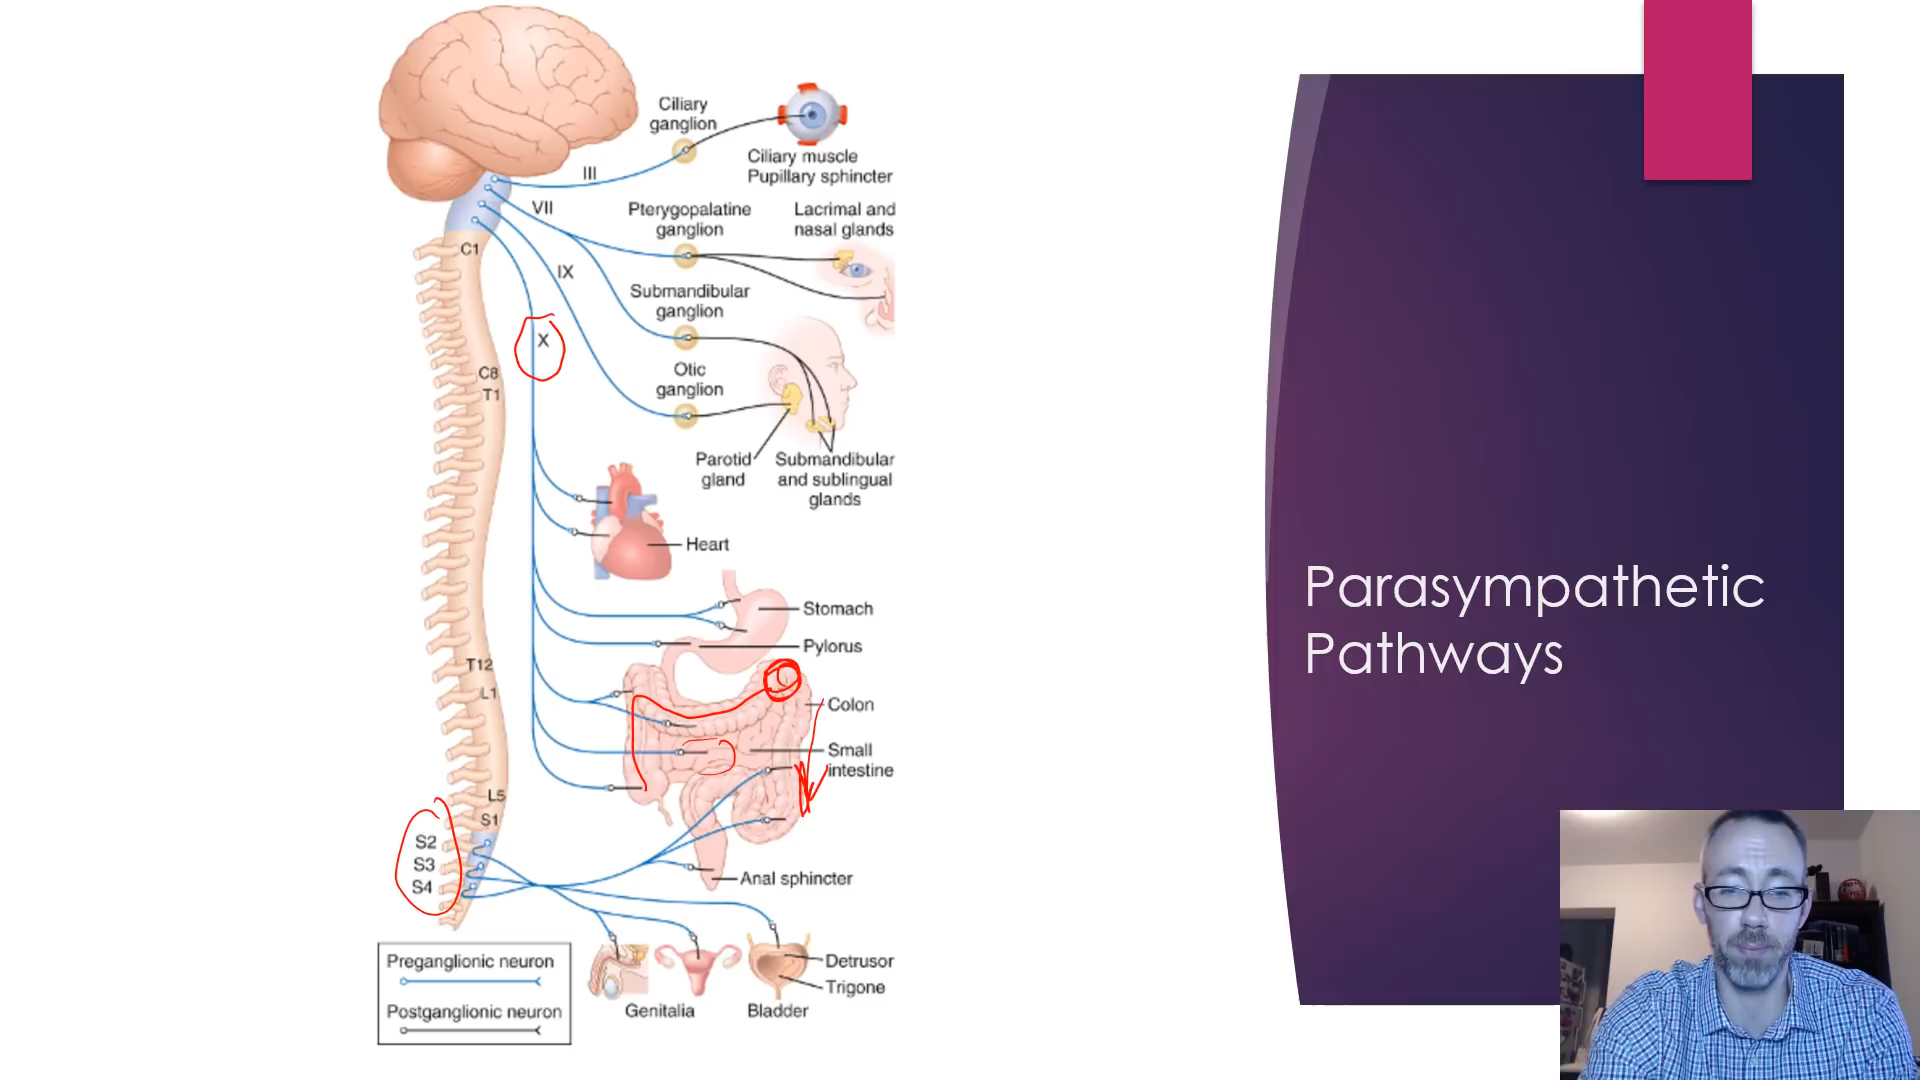 Ciliary
ganglion
Ciliary muscle
Pupillary sphincter
III
VII
Pterygopalatine
ganglion
Lacrimal and
nasal glands
C1
IX
Submandibular
ganglion
X
C8
T1
Otic
ganglion
Parotid
gland
Submandibular
and sublingual
glands
Heart
Stomach
Pylorus
T12
L1
Colon
Small
intestine
L5
S1
S2
S3
S4
Anal sphincter
Preganglionic neuron
Postganglionic neuron
Detrusor
Trigone
Genitalia
Bladder
Parasympathetic
Pathways